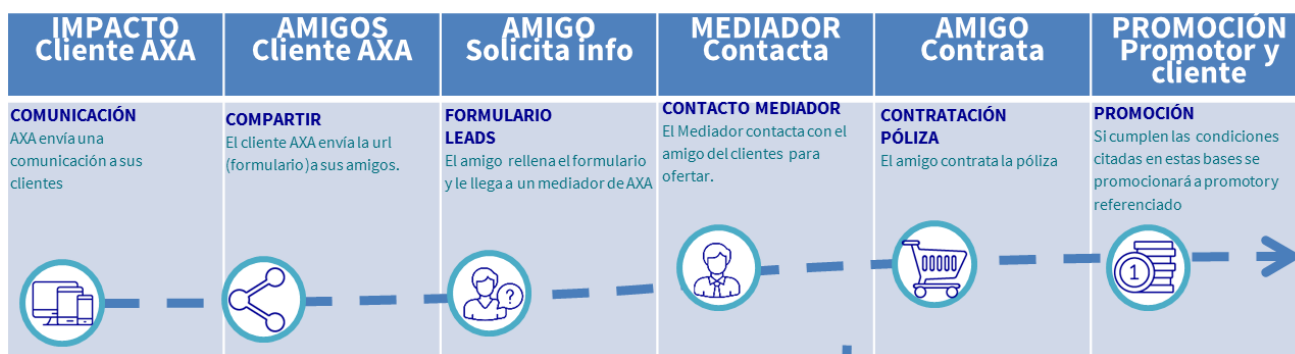 IMPACTO
Cliente AXA
AMIGOS
Cliente AXA
AMIGO
Solicita info
MEDIADOR
Contacta
AMIGO
Contrata
PROMOCIÓN
Promotor y
cliente
COMUNICACIÓN
AXA envía una
comunicación a sus
clientes
COMPARTIR
El cliente AXA envía la url
(formulario)a sus amigos.
FORMULARIO
LEADS
El amigo rellena el formulario
y le llega a un mediador de AXA
CONTACTO MEDIADOR
El Mediador contacta con el
amigo del clientes para
ofertar.
CONTRATACIÓN
PÓLIZA
El amigo contrata la póliza
PROMOCIÓN
Si cumplen las condiciones
citadas en estas bases se
promocionará a promotor y
referenciado
?
1